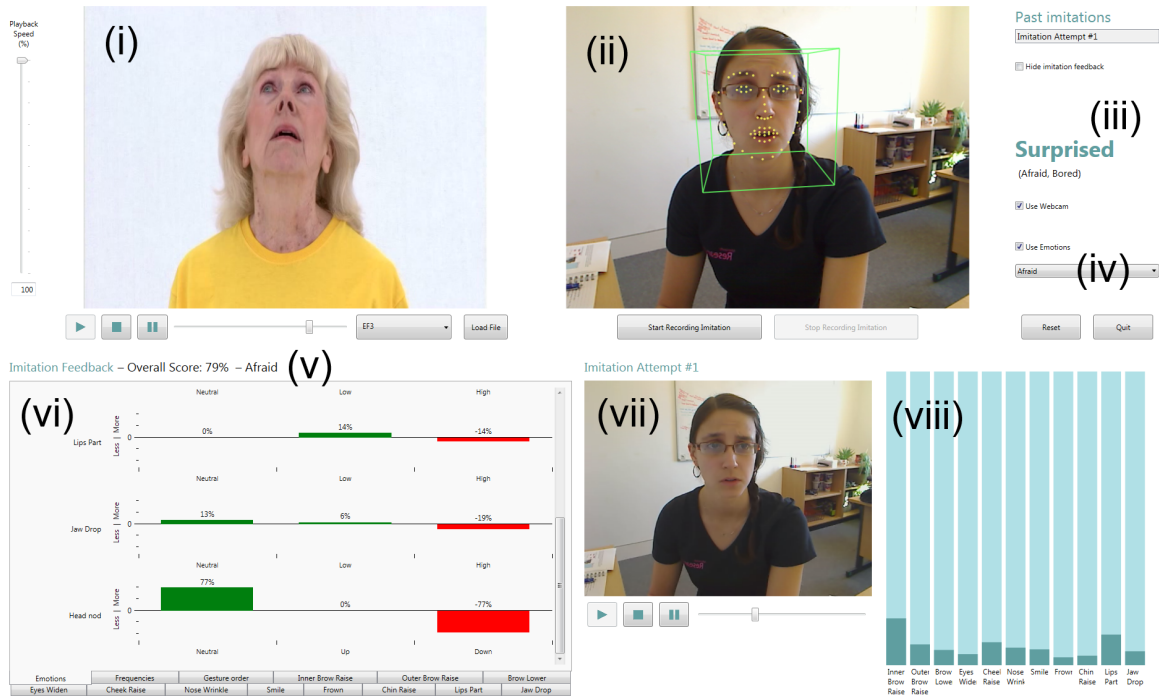 Playback
Speed
(%)
100
(i)
EF3
Load File
(ii)
Start Recording Imitation
Stop Recording Imitation
Past imitations
Imitation Attempt #1
Hide imitation feedback
(iii)
Surprised
(Afraid, Bored)
Use Webcam
Use Emotions
Afraid
(iv)
Reset
Quit
Imitation Feedback – Overall Score: 79% – Afraid
(v)
(vi)
Neutral Low High
Lips Part
Less | More
0
0% 14% -14%
Neutral Low High
Jaw Drop
Less | More
0
13% 6% -19%
Neutral Low High
Head nod
Less | More
0
77% 0% -77%
Neutral Up Down
Emotions Frequencies Gesture order Inner Brow Raise Outer Brow Raise Brow Lower
Eyes Widen Cheek Raise Nose Wrinkle Smile Frown Chin Raise Lips Part Jaw Drop
Imitation Attempt #1
(vii)
(viii)
Inner Outer Brow Eyes Cheel Nose Smile Frowr Chin Lips Jaw
Brow Brow Lowe Wide Raise Wrink Raise Part Drop
Raise Raise